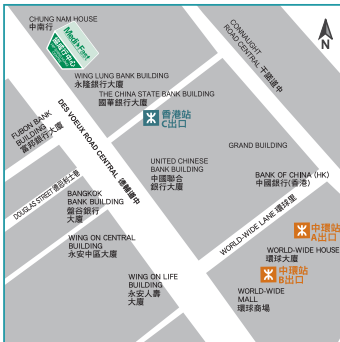 CHUNG NAM HOUSE
中南行
Medi's East
CONNAUGHT
ROAD CENTRAL 干諾道中
N
WING LUNG BANK BUILDING
永隆銀行大廈
THE CHINA STATE BANK BUILDING
國華銀行大廈
香港站
C出口
FUBON BANK
BUILDING
富邦銀行大廈
DES VOEUX ROAD CENTRAL 德輔道中
GRAND BUILDING
UNITED CHINESE
BANK BUILDING
中國聯合
銀行大廈
BANK OF CHINA (HK)
中國銀行(香港)
DOUGLAS STREET 德忌利士巷
BANGKOK
BANK BUILDING
盤谷銀行
大廈
WORLD-WIDE LANE 環球里
中環站
A出口
WING ON CENTRAL
BUILDING
永安中區大廈
WORLD-WIDE HOUSE
環球大廈
中環站
B出口
WING ON LIFE
BUILDING
永安人壽
大廈
WORLD-WIDE
MALL
環球商場